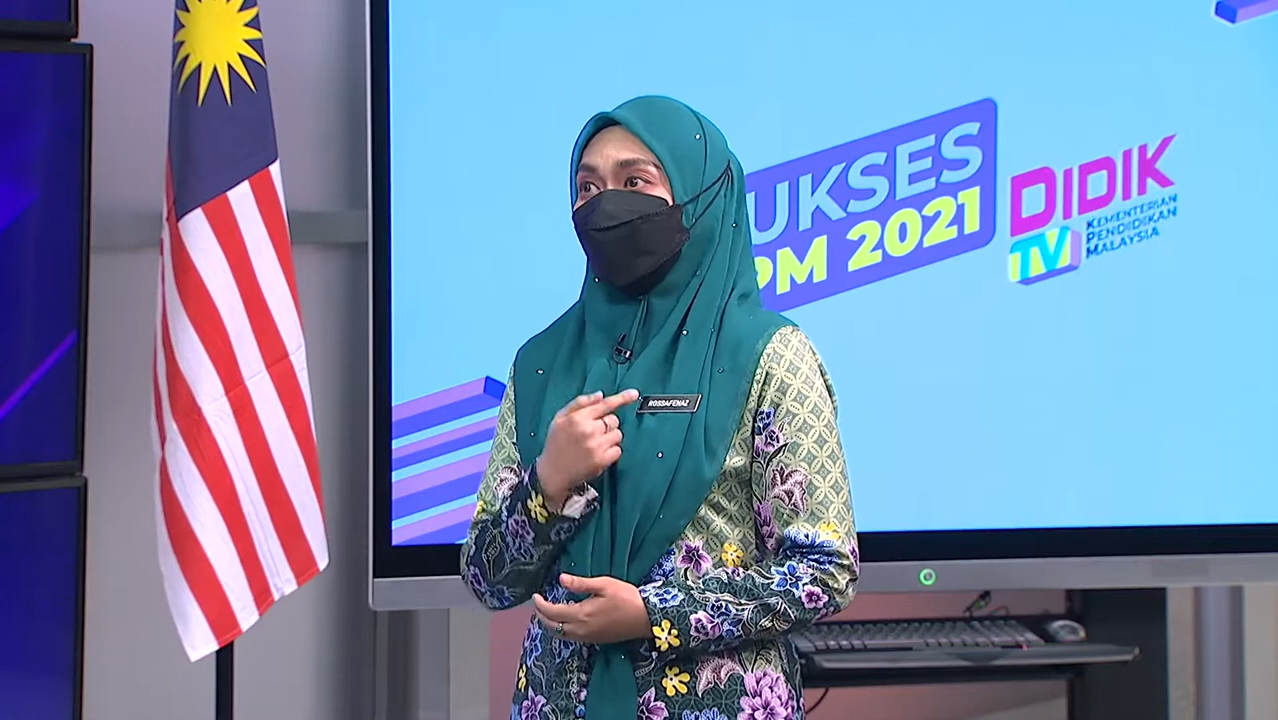 UKSES
PM 2021
DIDIK
TV
KEMENTERIAN
PENDIDIKAN
MALAYSIA
ROSSAFENAZ